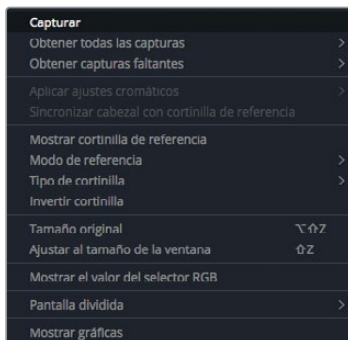 Capturar
Obtener todas las capturas
Obtener capturas faltantes
Aplicar ajustes cromáticos
Sincronizar cabezal con cortinilla de referencia
Mostrar cortinilla de referencia
Modo de referencia
Tipo de cortinilla
Invertir cortinilla
Tamaño original ⌥⇧Z
Ajustar al tamaño de la ventana ⇧Z
Mostrar el valor del selector RGB
Pantalla dividida
Mostrar gráficas